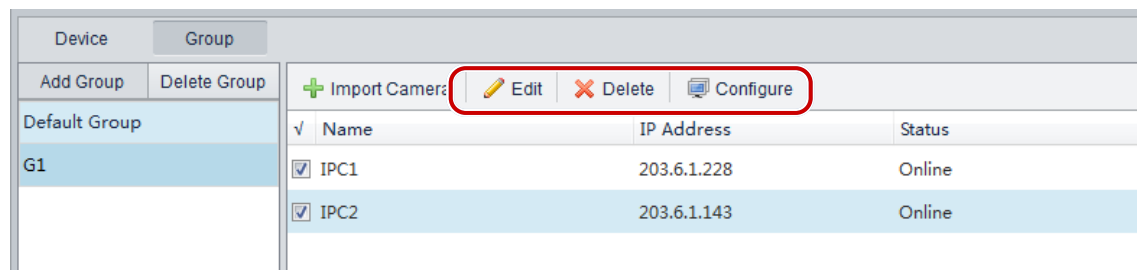 Device Group
Add Group Delete Group Import Camera Edit Delete Configure
Default Group √ Name IP Address Status
G1 IPC1 203.6.1.228 Online
IPC2 203.6.1.143 Online